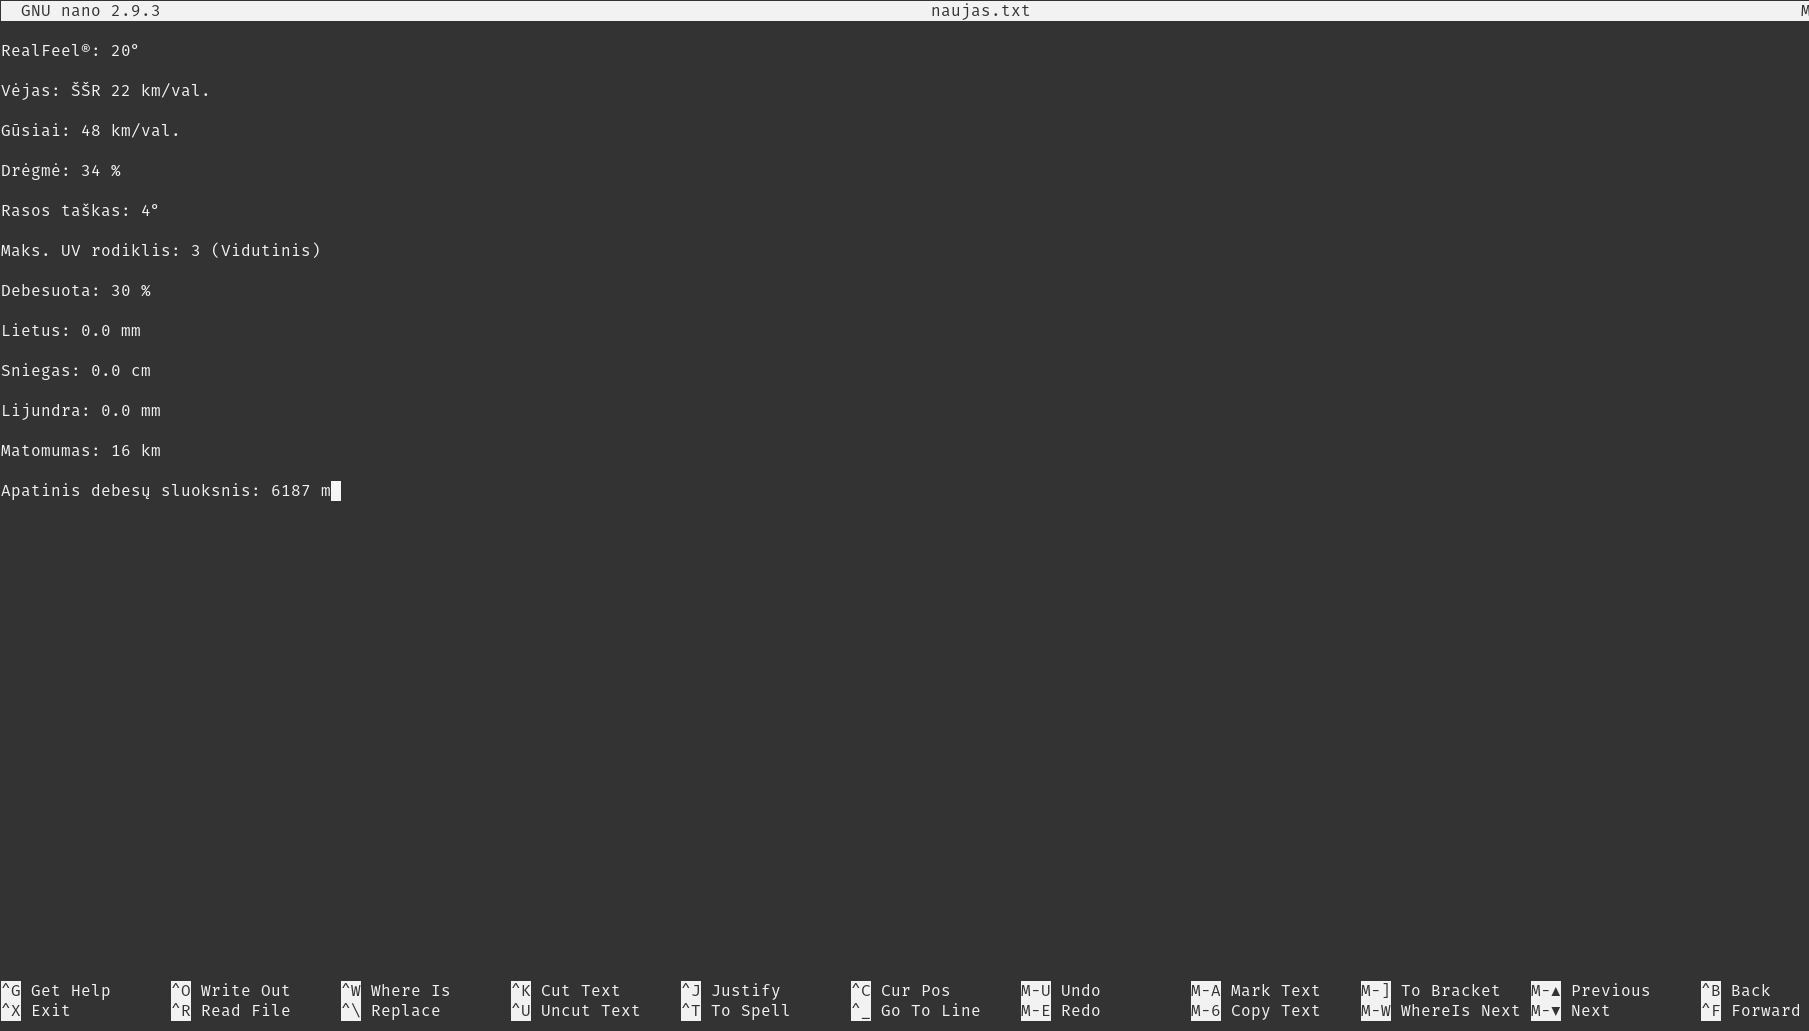 GNU nano 2.9.3 naujas.txt M
RealFeel®: 20°
Vėjas: ŠŠR 22 km/val.
Gūsiai: 48 km/val.
Drėgmė: 34 %
Rasos taškas: 4°
Maks. UV rodiklis: 3 (Vidutinis)
Debesuota: 30 %
Lietus: 0.0 mm
Sniegas: 0.0 cm
Lijundra: 0.0 mm
Matomumas: 16 km
Apatinis debesų sluoksnis: 6187 m
^G Get Help ^O Write Out ^W Where Is ^K Cut Text ^J Justify ^C Cur Pos M-U Undo M-A Mark Text M-] To Bracket M-▲ Previous ^B Back
^X Exit ^R Read File ^\ Replace ^U Uncut Text ^T To Spell ^_ Go To Line M-E Redo M-6 Copy Text M-W WhereIs Next M-▼ Next ^F Forward